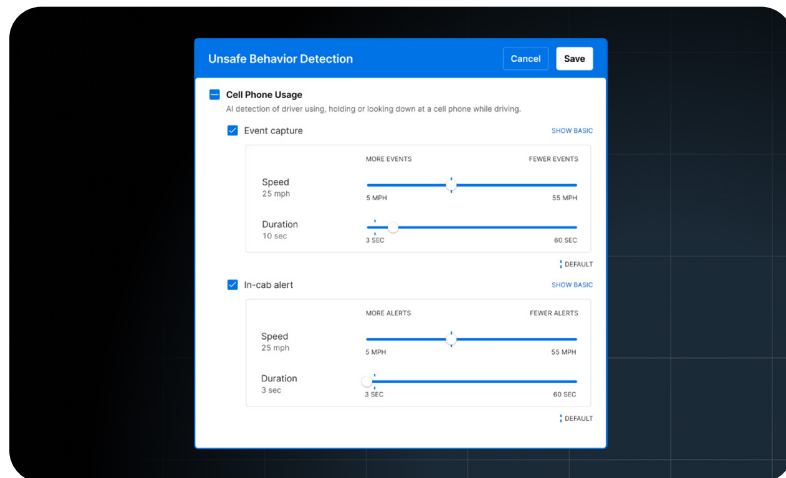 Unsafe Behavior Detection
Cancel
Save
Cell Phone Usage
AI detection of driver using, holding or looking down at a cell phone while driving.
Event capture
SHOW BASIC
MORE EVENTS
FEWER EVENTS
Speed
25 mph
5 MPH
55 MPH
Duration
10 sec
3 SEC
60 SEC
DEFAULT
In-cab alert
SHOW BASIC
MORE ALERTS
FEWER ALERTS
Speed
25 mph
5 MPH
55 MPH
Duration
3 sec
3 SEC
60 SEC
DEFAULT